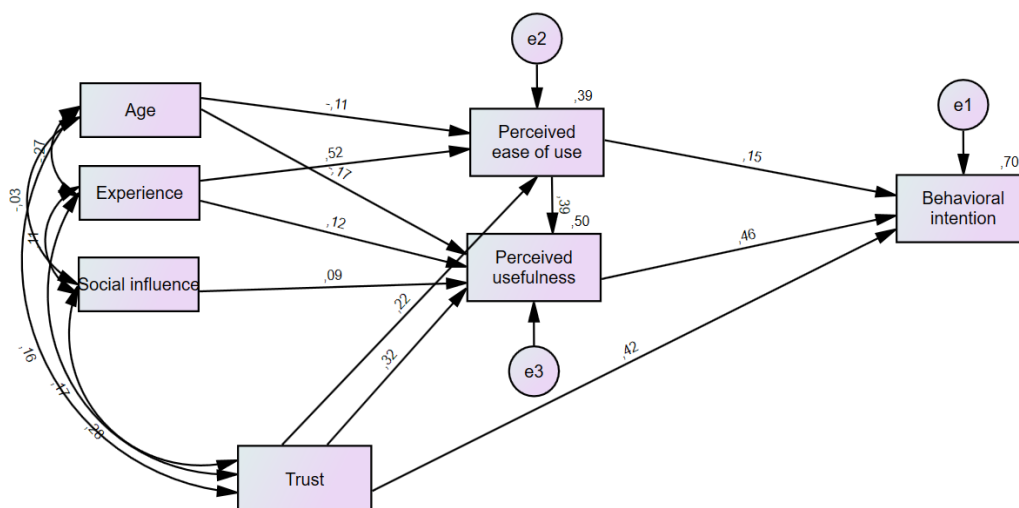 e2
,39
Age
-,11
e1
Perceived
ease of use
-,27
,52
,15
,70
Experience
-,17
Behavioral
intention
-,03
,39
,12
,50
,11
,46
Perceived
usefulness
Social influence
,09
,22
,32
e3
,42
,16
,17
Trust